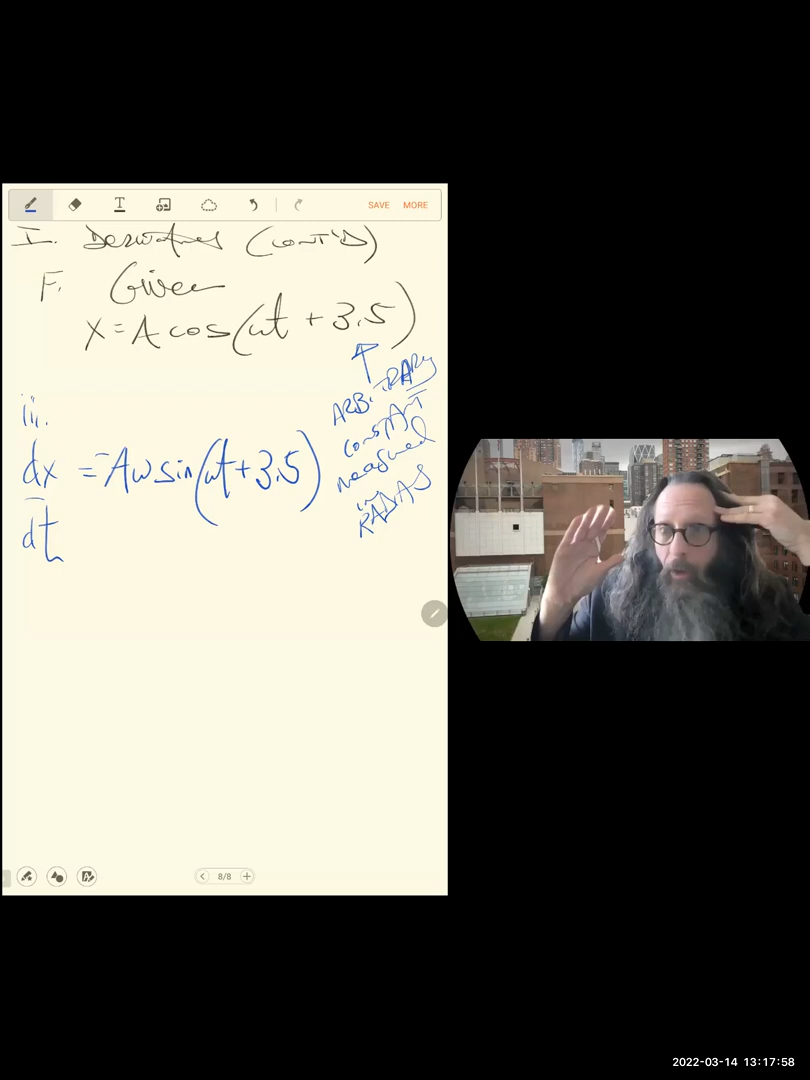 T
SAVE
MORE
I. Derivatives (CONT'D)
F. Given
x = A cos(ωt + 3.5)
ARBITRARY
CONSTANT
measured
in
RADIANS
iii.
dx/dt = -Aω sin(ωt + 3.5)
8/8
2022-03-14 13:17:58